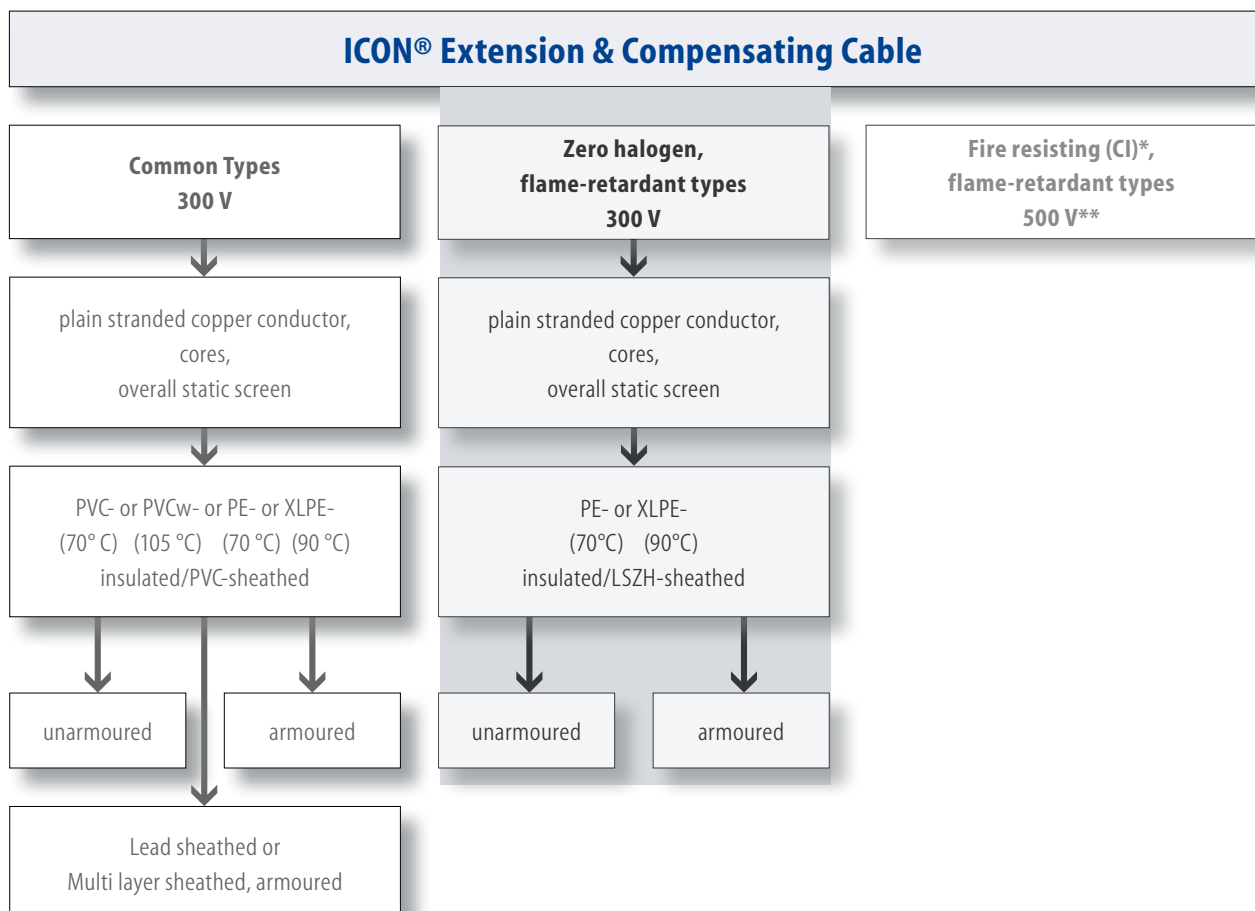 ICON® Extension & Compensating Cable
Common Types
300 V
Zero halogen,
flame-retardant types
300 V
Fire resisting (CI)*,
flame-retardant types
500 V**
plain stranded copper conductor,
cores,
overall static screen
plain stranded copper conductor,
cores,
overall static screen
PVC- or PVCw- or PE- or XLPE-
(70° C) (105 °C) (70 °C) (90 °C)
insulated/PVC-sheathed
PE- or XLPE-
(70°C) (90°C)
insulated/LSZH-sheathed
unarmoured
armoured
unarmoured
armoured
Lead sheathed or
Multi layer sheathed, armoured